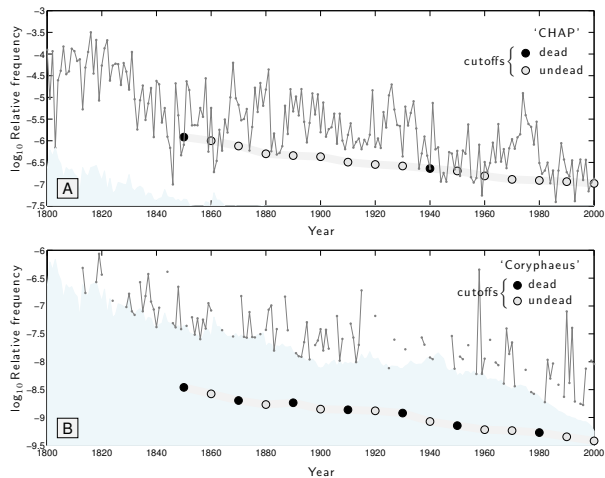 −3
−3.5
−4
−4.5
−5
−5.5
−6
−6.5
−7
−7.5
log10 Relative frequency
'CHAP'
cutoffs { dead
undead
A
1800 1820 1840 1860 1880 1900 1920 1940 1960 1980 2000
Year
−6
−6.5
−7
−7.5
−8
−8.5
−9
−9.5
log10 Relative frequency
'Coryphaeus'
cutoffs { dead
undead
B
1800 1820 1840 1860 1880 1900 1920 1940 1960 1980 2000
Year